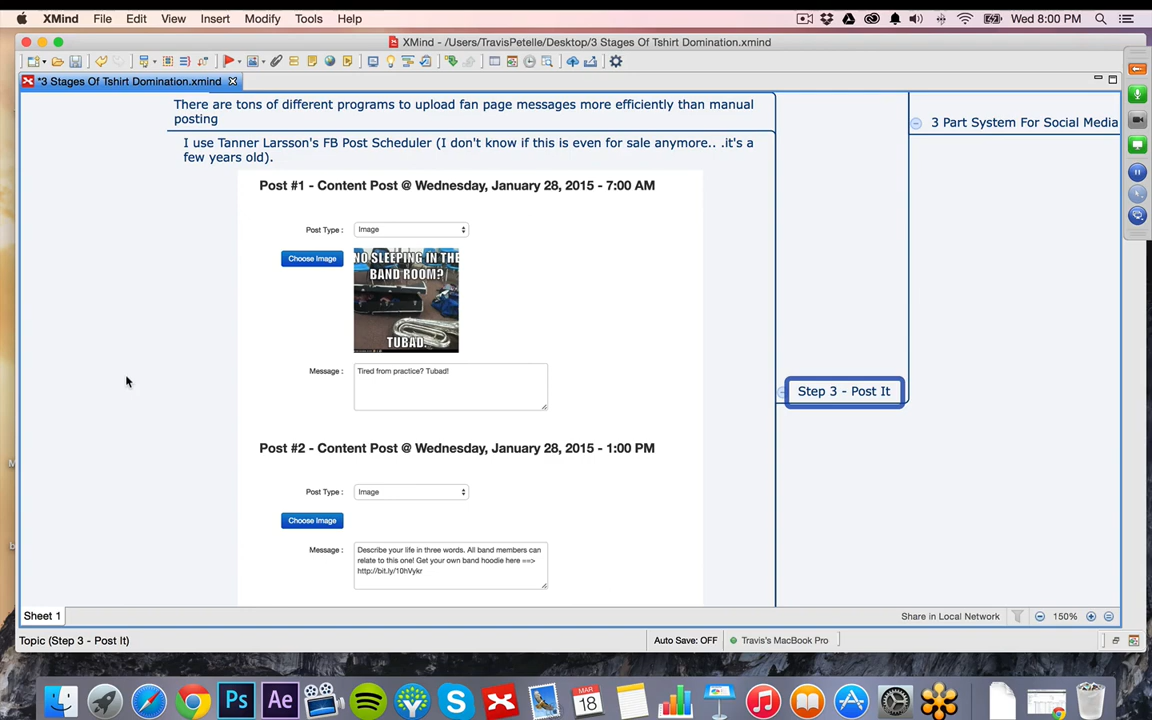 XMind File Edit View Insert Modify Tools Help Wed 8:00 PM
XMind - /Users/TravisPetelle/Desktop/3 Stages Of Tshirt Domination.xmind
*3 Stages Of Tshirt Domination.xmind
There are tons of different programs to upload fan page messages more efficiently than manual
posting
3 Part System For Social Media
I use Tanner Larsson's FB Post Scheduler (I don't know if this is even for sale anymore.. .it's a
few years old).
Post #1 - Content Post @ Wednesday, January 28, 2015 - 7:00 AM
Post Type : Image
Choose Image
NO SLEEPING IN THE
BAND ROOM?
TUBAD.
Message : Tired from practice? Tubad!
Step 3 - Post It
Post #2 - Content Post @ Wednesday, January 28, 2015 - 1:00 PM
Post Type : Image
Choose Image
Message : Describe your life in three words. All band members can
relate to this one! Get your own band hoodie here ==>
http://bit.ly/10hVykr
Sheet 1
Share in Local Network 150%
Topic (Step 3 - Post It)
Auto Save: OFF
Travis's MacBook Pro
Ps
Ae
MAR
18